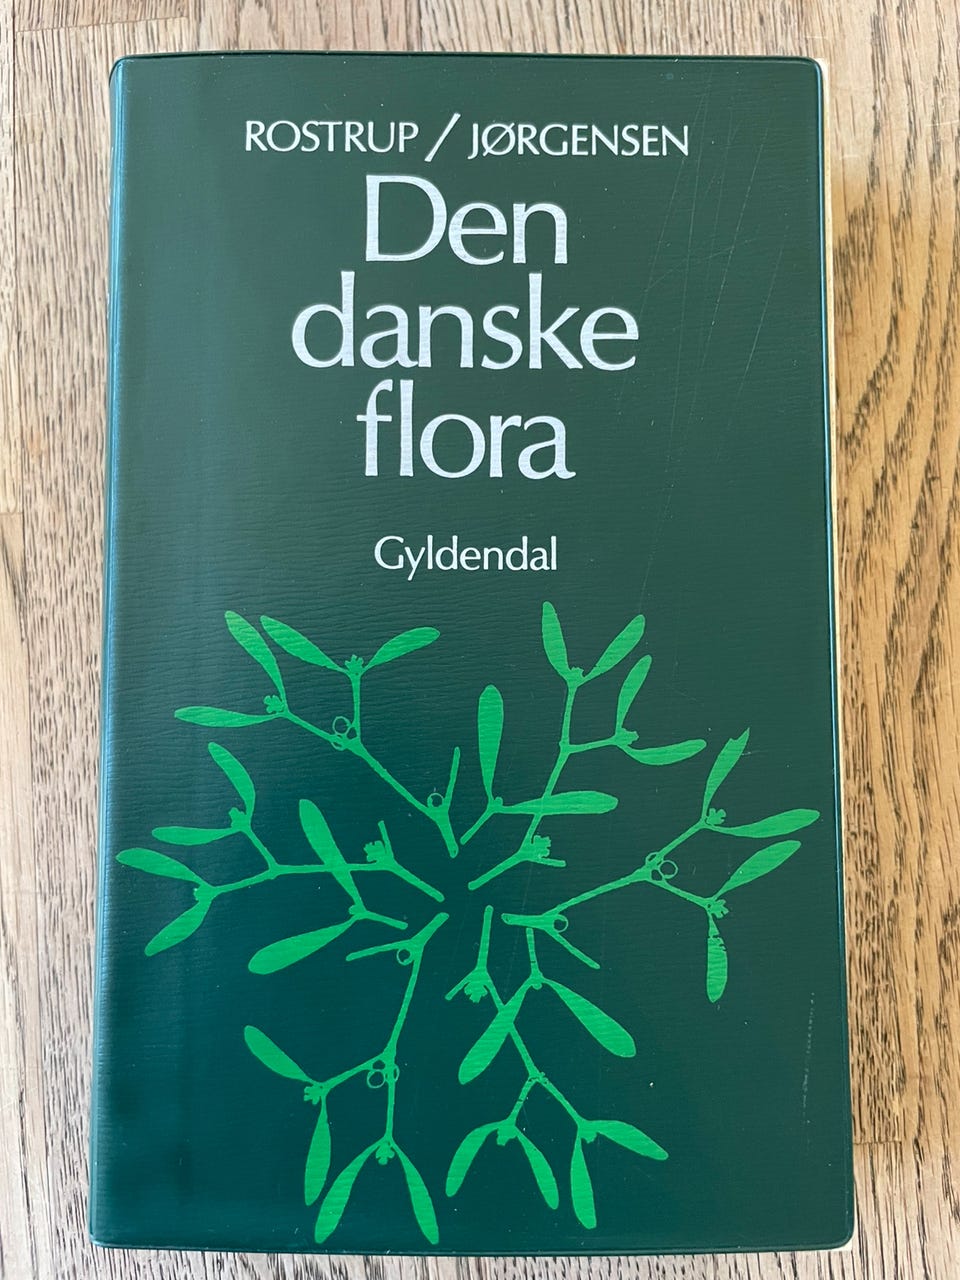 ROSTRUP / JØRGENSEN
Den
danske
flora
Gyldendal